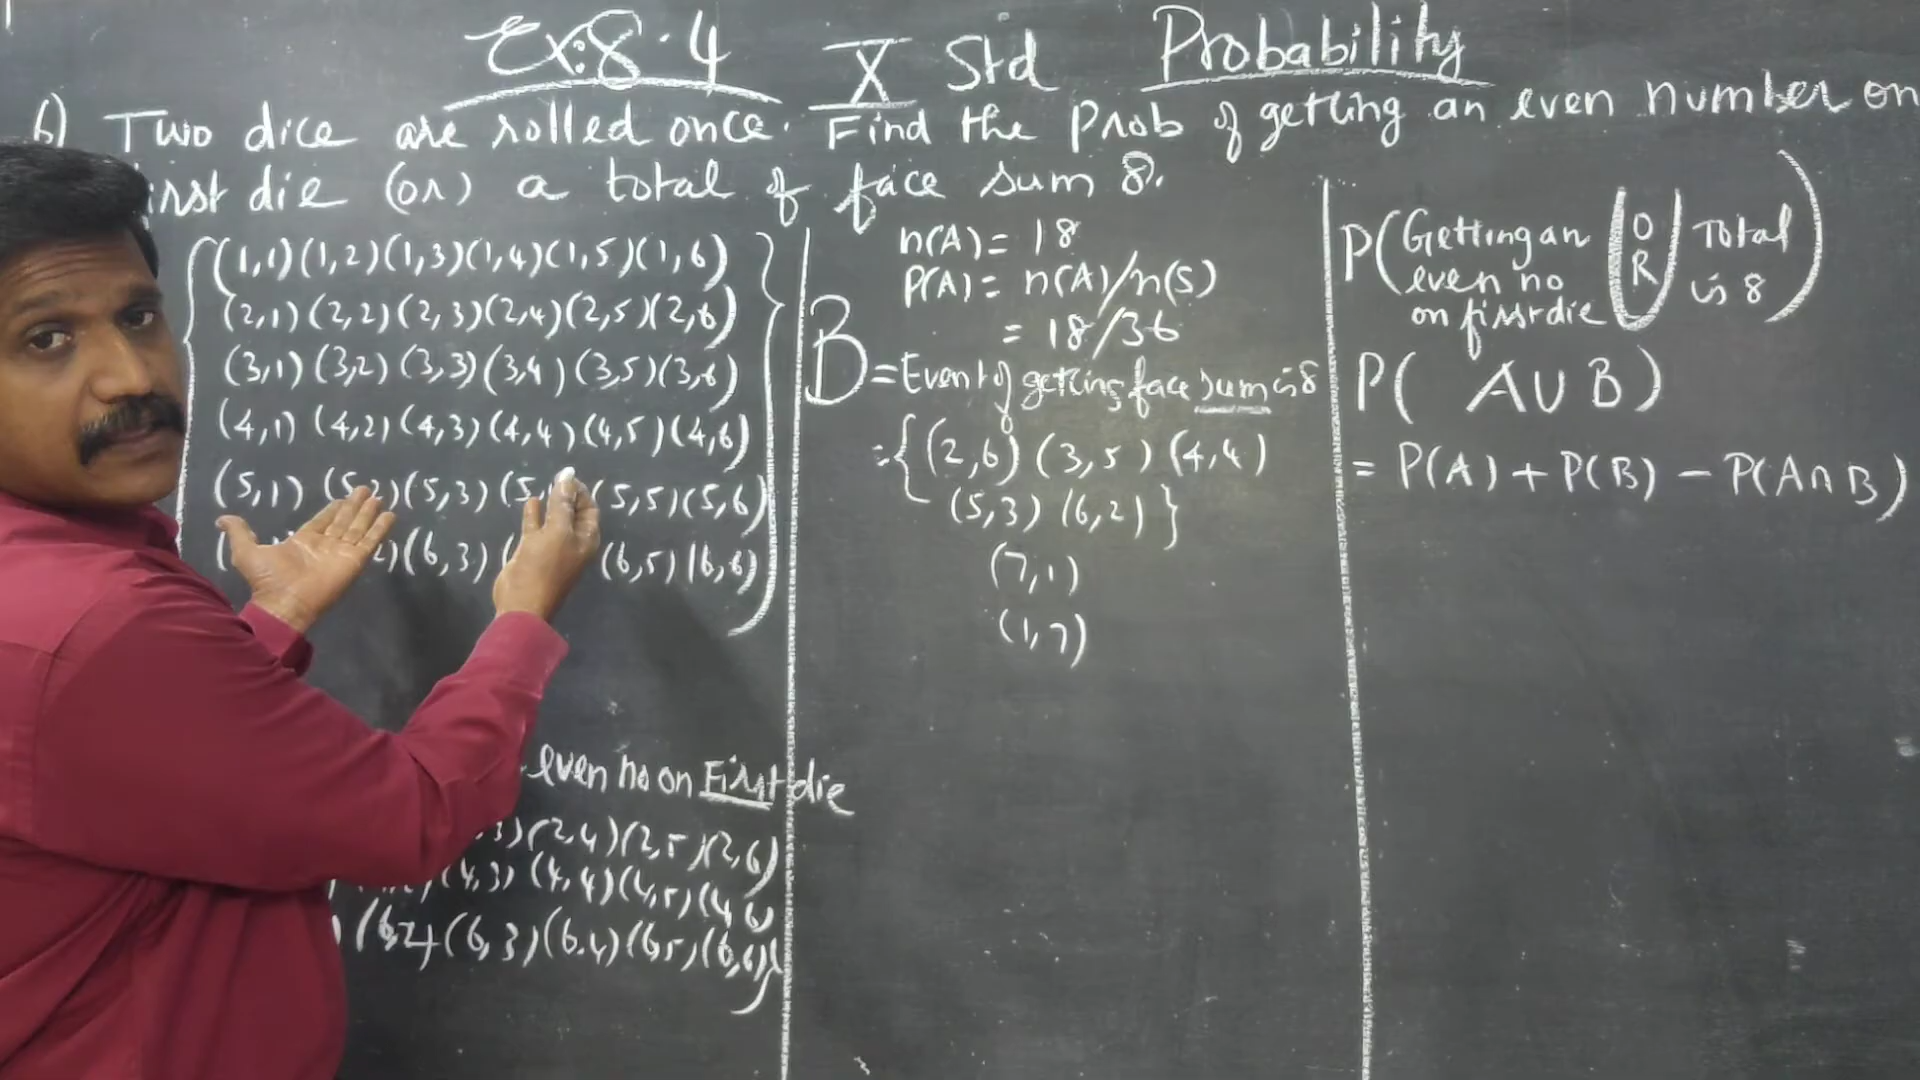 Ex:8.4 X Std Probability
6) Two dice are rolled once. Find the Prob of getting an even number on
first die (or) a total of face sum 8.
{(1,1)(1,2)(1,3)(1,4)(1,5)(1,6)
(2,1)(2,2)(2,3)(2,4)(2,5)(2,6)
(3,1)(3,2)(3,3)(3,4)(3,5)(3,6)
(4,1)(4,2)(4,3)(4,4)(4,5)(4,6)
(5,1)(5,2)(5,3)(5, (5,5)(5,6)
(6,3) (6,5)(6,6)}
even no on First die
3)(2,4)(2,5)(2,6)
(4,3)(4,4)(4,5)(4,6)
(6,2)(6,3)(6,4)(6,5)(6,6)}
n(A) = 18
P(A) = n(A)/n(S)
= 18/36
B = Event of getting face sum is 8
= {(2,6)(3,5)(4,4)
(5,3)(6,2)}
(7,1)
(1,7)
P(Getting an even no on first die OR Total is 8)
P(A∪B)
= P(A) + P(B) - P(A∩B)